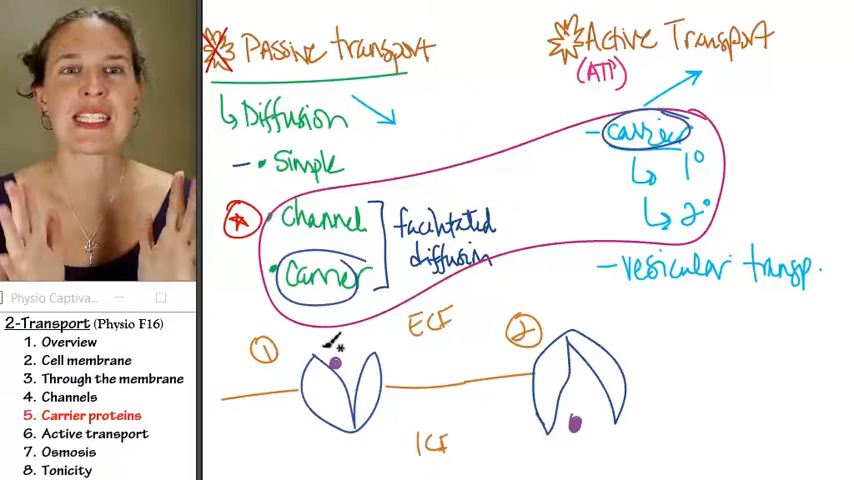 Passive transport
Active Transport
(ATP)
Diffusion
Simple
Channel
Carrier
facilitated
diffusion
- carrier
1°
2°
- vesicular transp.
ECF
1
2
ICF
Physio Captiva...
2-Transport (Physio F16)
1. Overview
2. Cell membrane
3. Through the membrane
4. Channels
5. Carrier proteins
6. Active transport
7. Osmosis
8. Tonicity